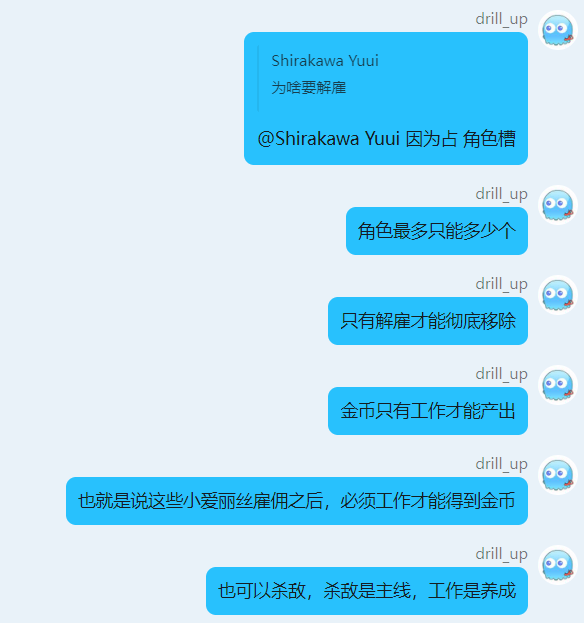 drill_up
Shirakawa Yuui
为啥要解雇
@Shirakawa Yuui 因为占 角色槽
drill_up
角色最多只能多少个
drill_up
只有解雇才能彻底移除
drill_up
金币只有工作才能产出
drill_up
也就是说这些小爱丽丝雇佣之后，必须工作才能得到金币
drill_up
也可以杀敌，杀敌是主线，工作是养成